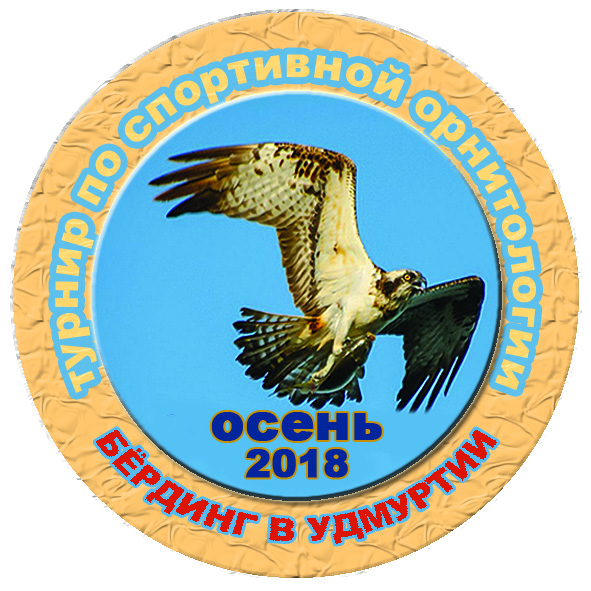 турнир по спортивной орнитологии
осень
2018
БЁРДИНГ В УДМУРТИИ